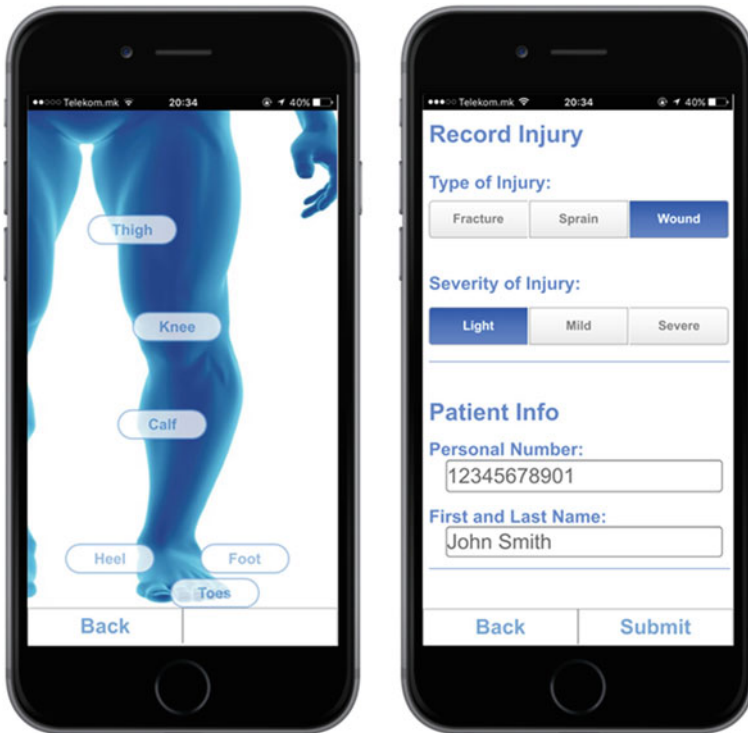 Telekom.mk 20:34 40%
Thigh
Knee
Calf
Heel Foot
Toes
Back
Telekom.mk 20:34 40%
Record Injury
Type of Injury:
Fracture Sprain Wound
Severity of Injury:
Light Mild Severe
Patient Info
Personal Number:
12345678901
First and Last Name:
John Smith
Back Submit